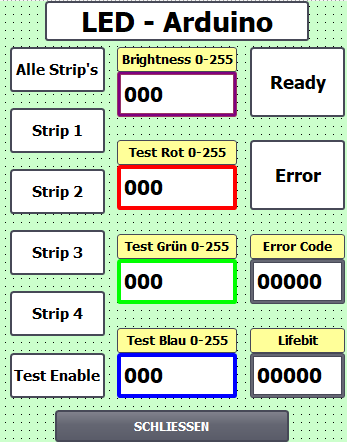 LED - Arduino
Alle Strip's
Brightness 0-255
000
Ready
Strip 1
Test Rot 0-255
000
Error
Strip 2
Strip 3
Test Grün 0-255
000
Error Code
00000
Strip 4
Test Blau 0-255
000
Lifebit
00000
Test Enable
SCHLIESSEN